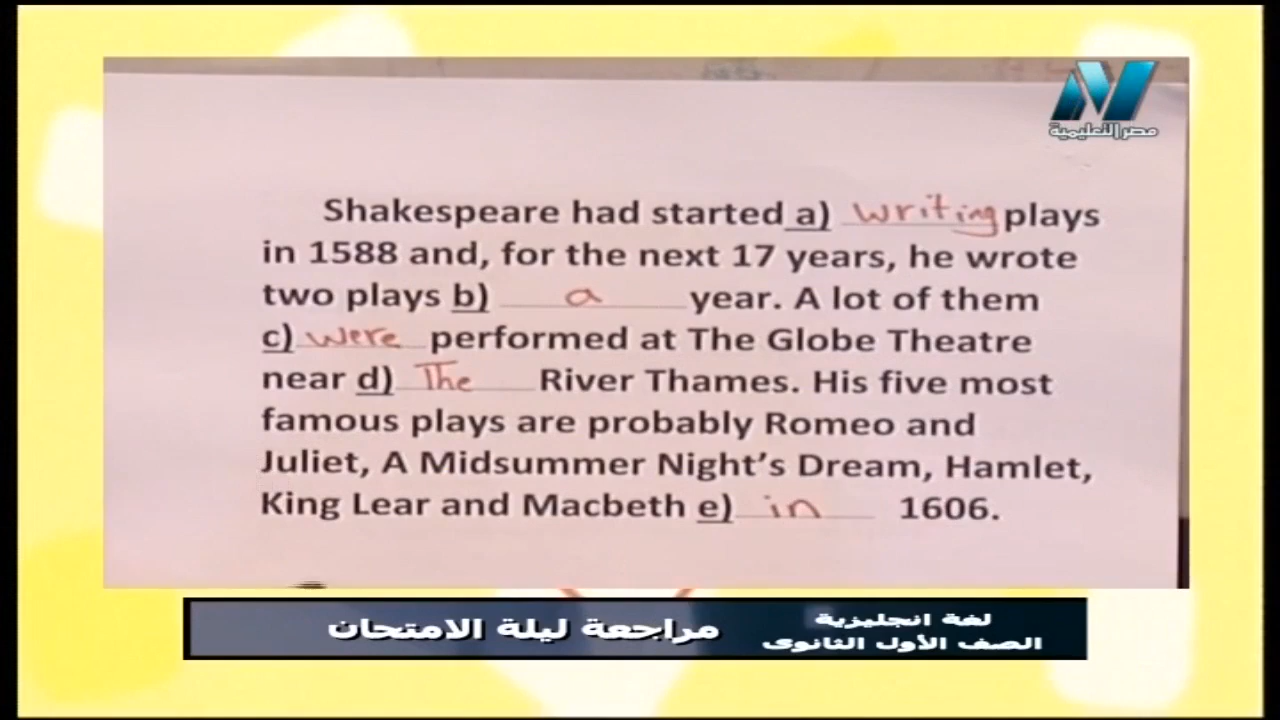 مصر التعليمية
Shakespeare had started a) writing plays
in 1588 and, for the next 17 years, he wrote
two plays b) a year. A lot of them
c) were performed at The Globe Theatre
near d) The River Thames. His five most
famous plays are probably Romeo and
Juliet, A Midsummer Night's Dream, Hamlet,
King Lear and Macbeth e) in 1606.
لغة انجليزية
الصف الأول الثانوى
مراجعة ليلة الامتحان